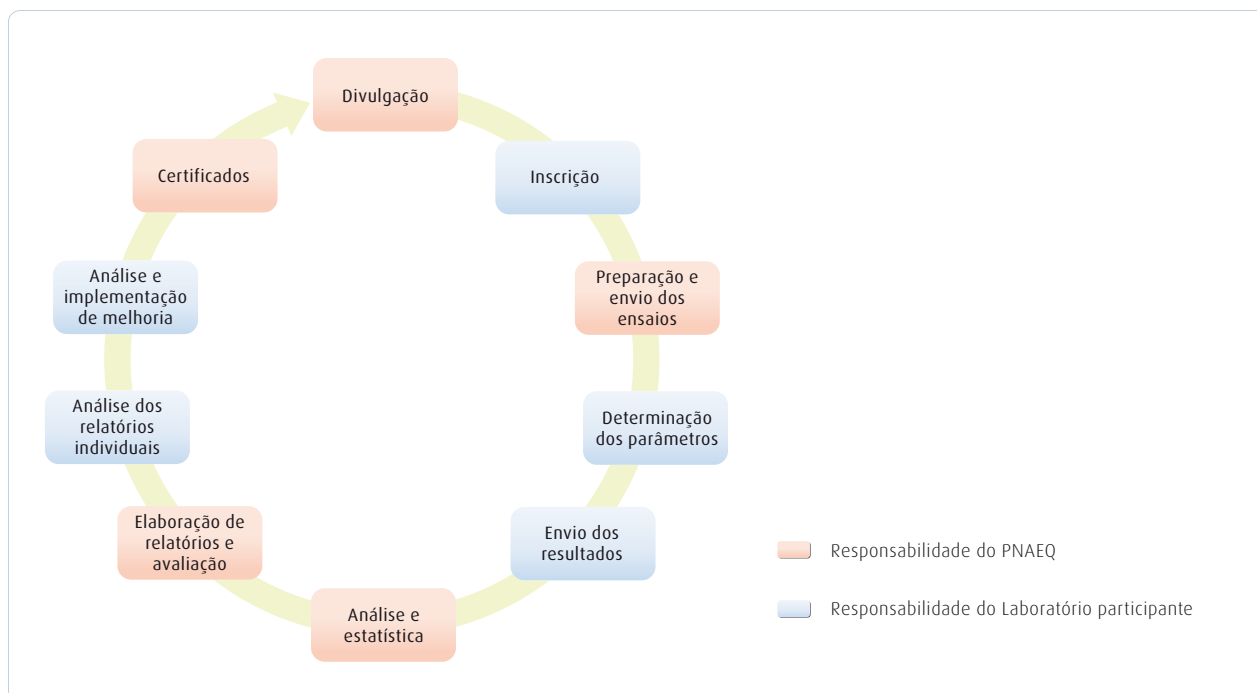 Divulgação
Inscrição
Preparação e
envio dos
ensaios
Determinação
dos parâmetros
Envio dos
resultados
Análise e
estatística
Elaboração de
relatórios e
avaliação
Análise dos
relatórios
individuais
Análise e
implementação
de melhoria
Certificados
Responsabilidade do PNAEQ
Responsabilidade do Laboratório participante